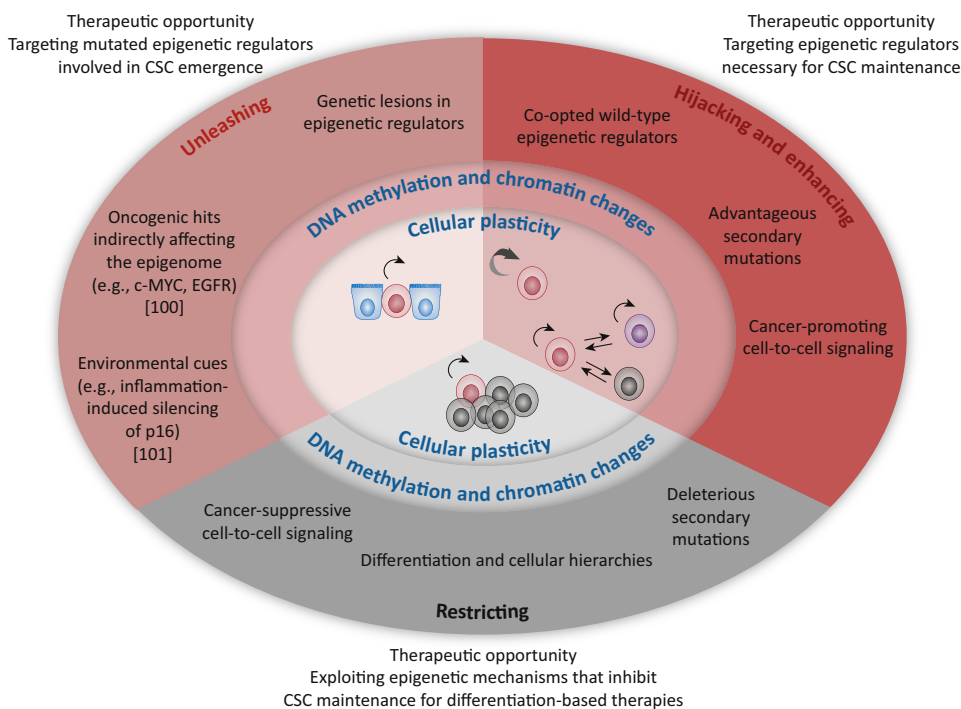 Therapeutic opportunity
Targeting mutated epigenetic regulators
involved in CSC emergence
Therapeutic opportunity
Targeting epigenetic regulators
necessary for CSC maintenance
Unleashing
Genetic lesions in
epigenetic regulators
Oncogenic hits
indirectly affecting
the epigenome
(e.g., c-MYC, EGFR)
[100]
Environmental cues
(e.g., inflammation-
induced silencing
of p16)
[101]
Hijacking and enhancing
Co-opted wild-type
epigenetic regulators
Advantageous
secondary
mutations
Cancer-promoting
cell-to-cell signaling
DNA methylation and chromatin changes
Cellular plasticity
Cellular plasticity
DNA methylation and chromatin changes
Cancer-suppressive
cell-to-cell signaling
Differentiation and cellular hierarchies
Deleterious
secondary
mutations
Restricting
Therapeutic opportunity
Exploiting epigenetic mechanisms that inhibit
CSC maintenance for differentiation-based therapies